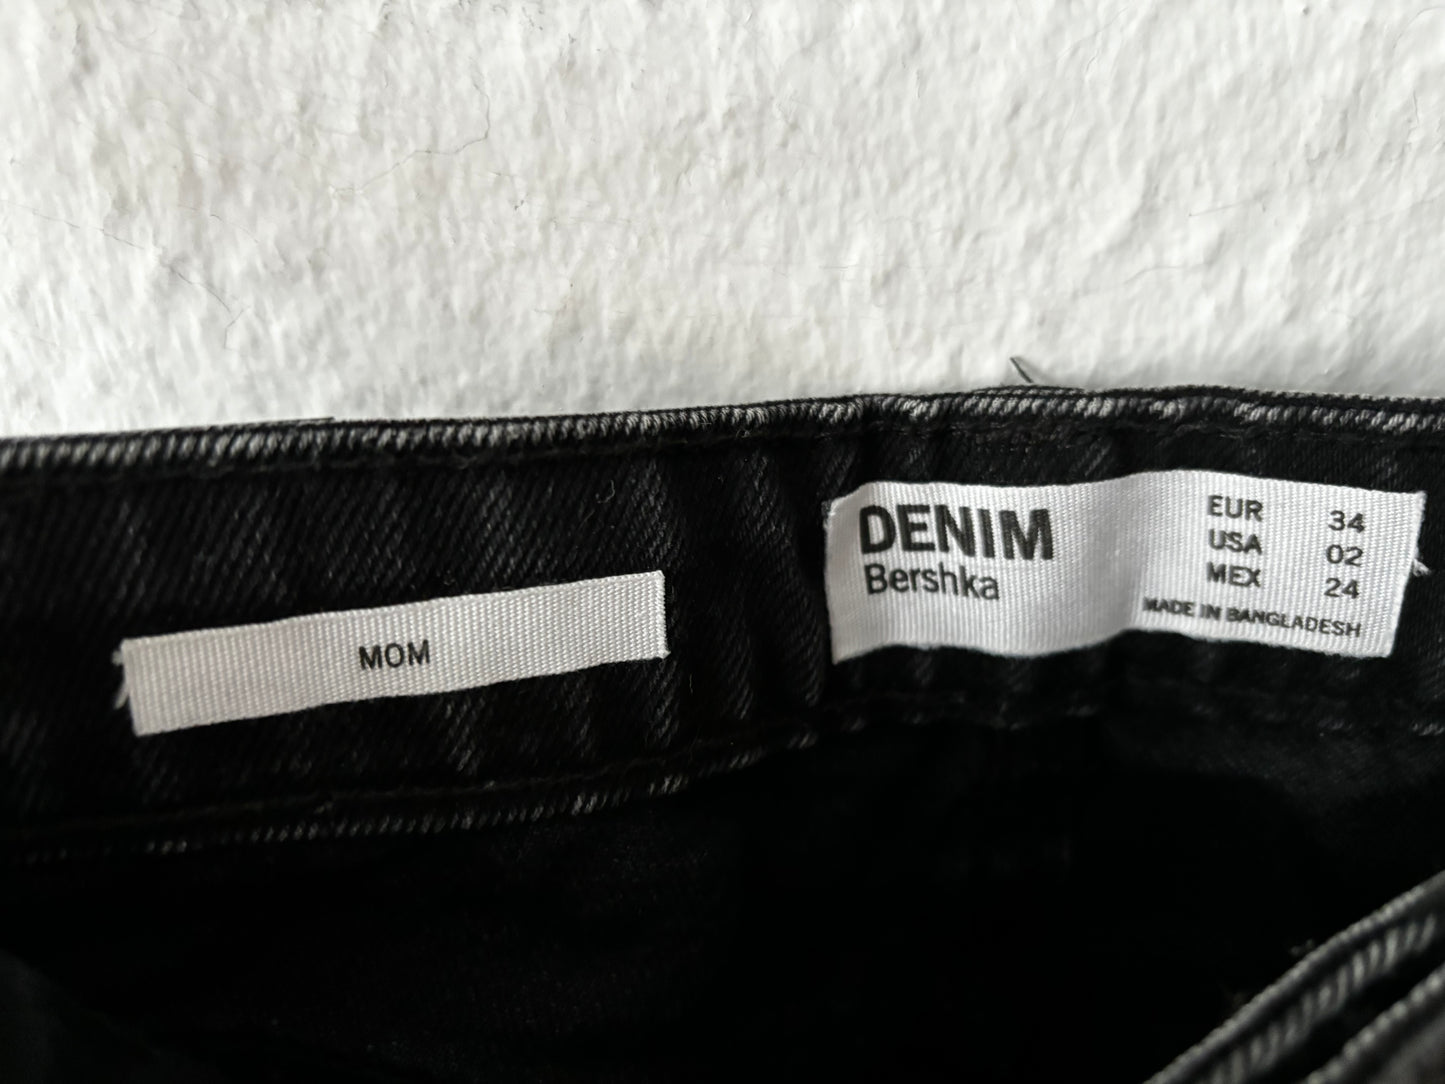 MOM
DENIM
Bershka
EUR 34
USA 02
MEX 24
MADE IN BANGLADESH